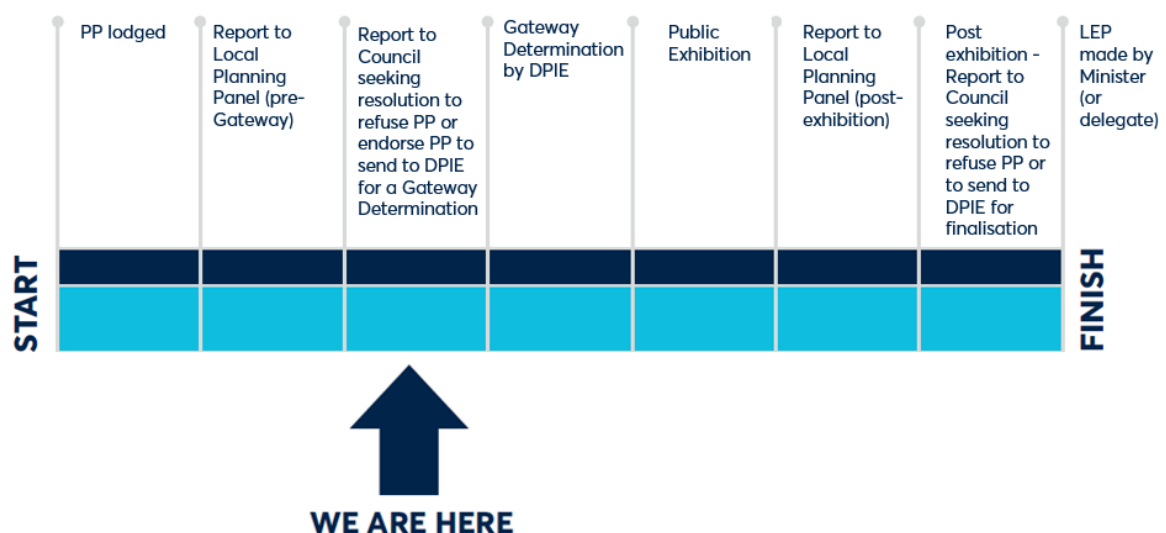 PP lodged
Report to
Local
Planning
Panel (pre-
Gateway)
Report to
Council
seeking
resolution to
refuse PP or
endorse PP to
send to DPIE
for a Gateway
Determination
Gateway
Determination
by DPIE
Public
Exhibition
Report to
Local
Planning
Panel (post-
exhibition)
Post
exhibition -
Report to
Council
seeking
resolution to
refuse PP or
to send to
DPIE for
finalisation
LEP
made by
Minister
(or
delegate)
START
FINISH
WE ARE HERE